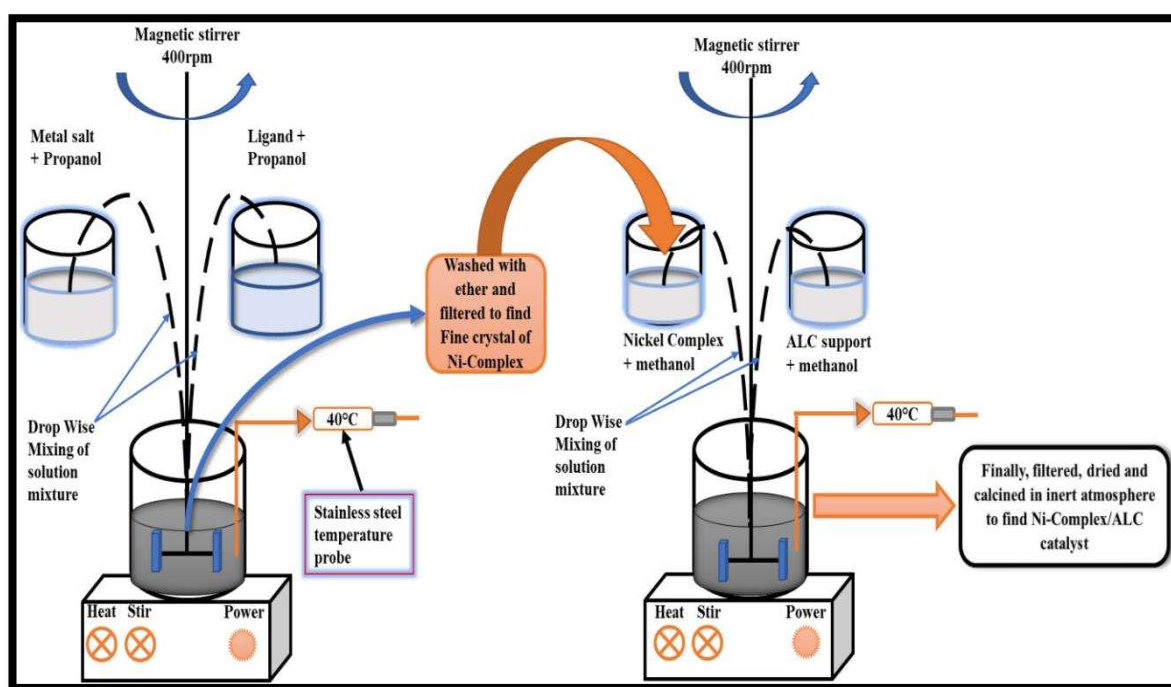 Magnetic stirrer
400rpm
Metal salt
+ Propanol
Ligand +
Propanol
Drop Wise
Mixing of
solution
mixture
40°C
Stainless steel
temperature
probe
Heat Stir Power
Washed with
ether and
filtered to find
Fine crystal of
Ni-Complex
Magnetic stirrer
400rpm
Nickel Complex
+ methanol
ALC support
+ methanol
Drop Wise
Mixing of
solution
mixture
40°C
Finally, filtered, dried and
calcined in inert atmosphere
to find Ni-Complex/ALC
catalyst
Heat Stir Power